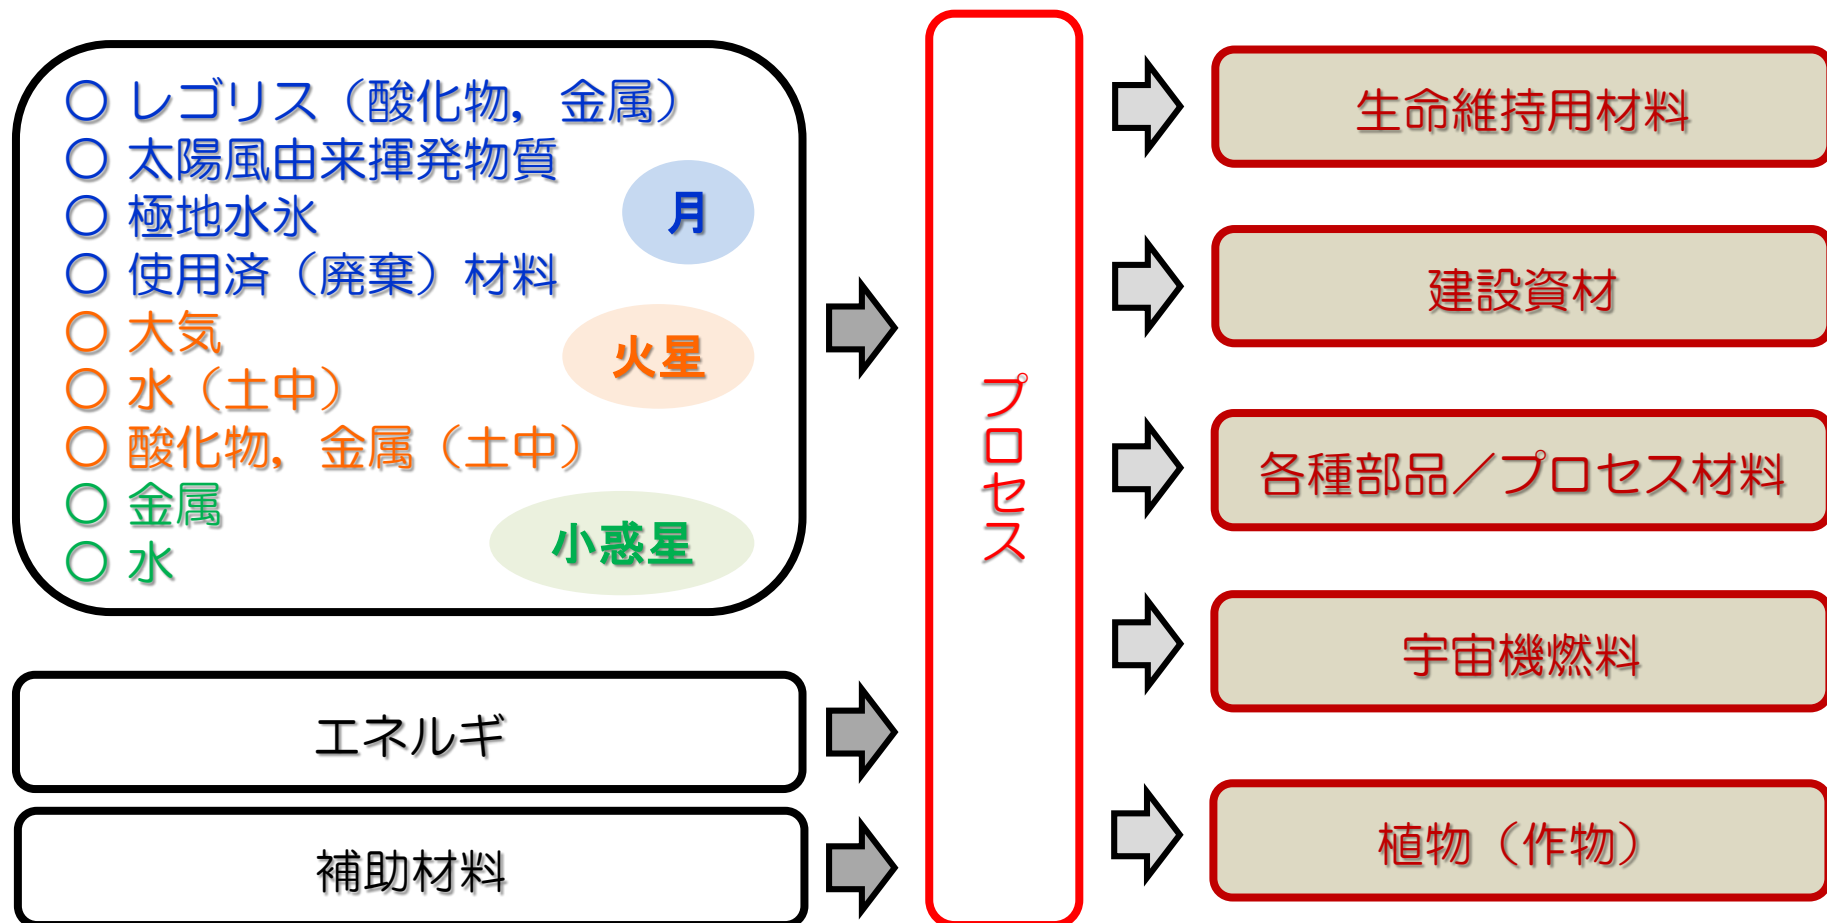 ○ レゴリス（酸化物，金属）
○ 太陽風由来揮発物質
○ 極地水氷
○ 使用済（廃棄）材料
月
○ 大気
○ 水（土中）
○ 酸化物，金属（土中）
火星
○ 金属
○ 水
小惑星
エネルギ
補助材料
プロセス
生命維持用材料
建設資材
各種部品／プロセス材料
宇宙機燃料
植物（作物）